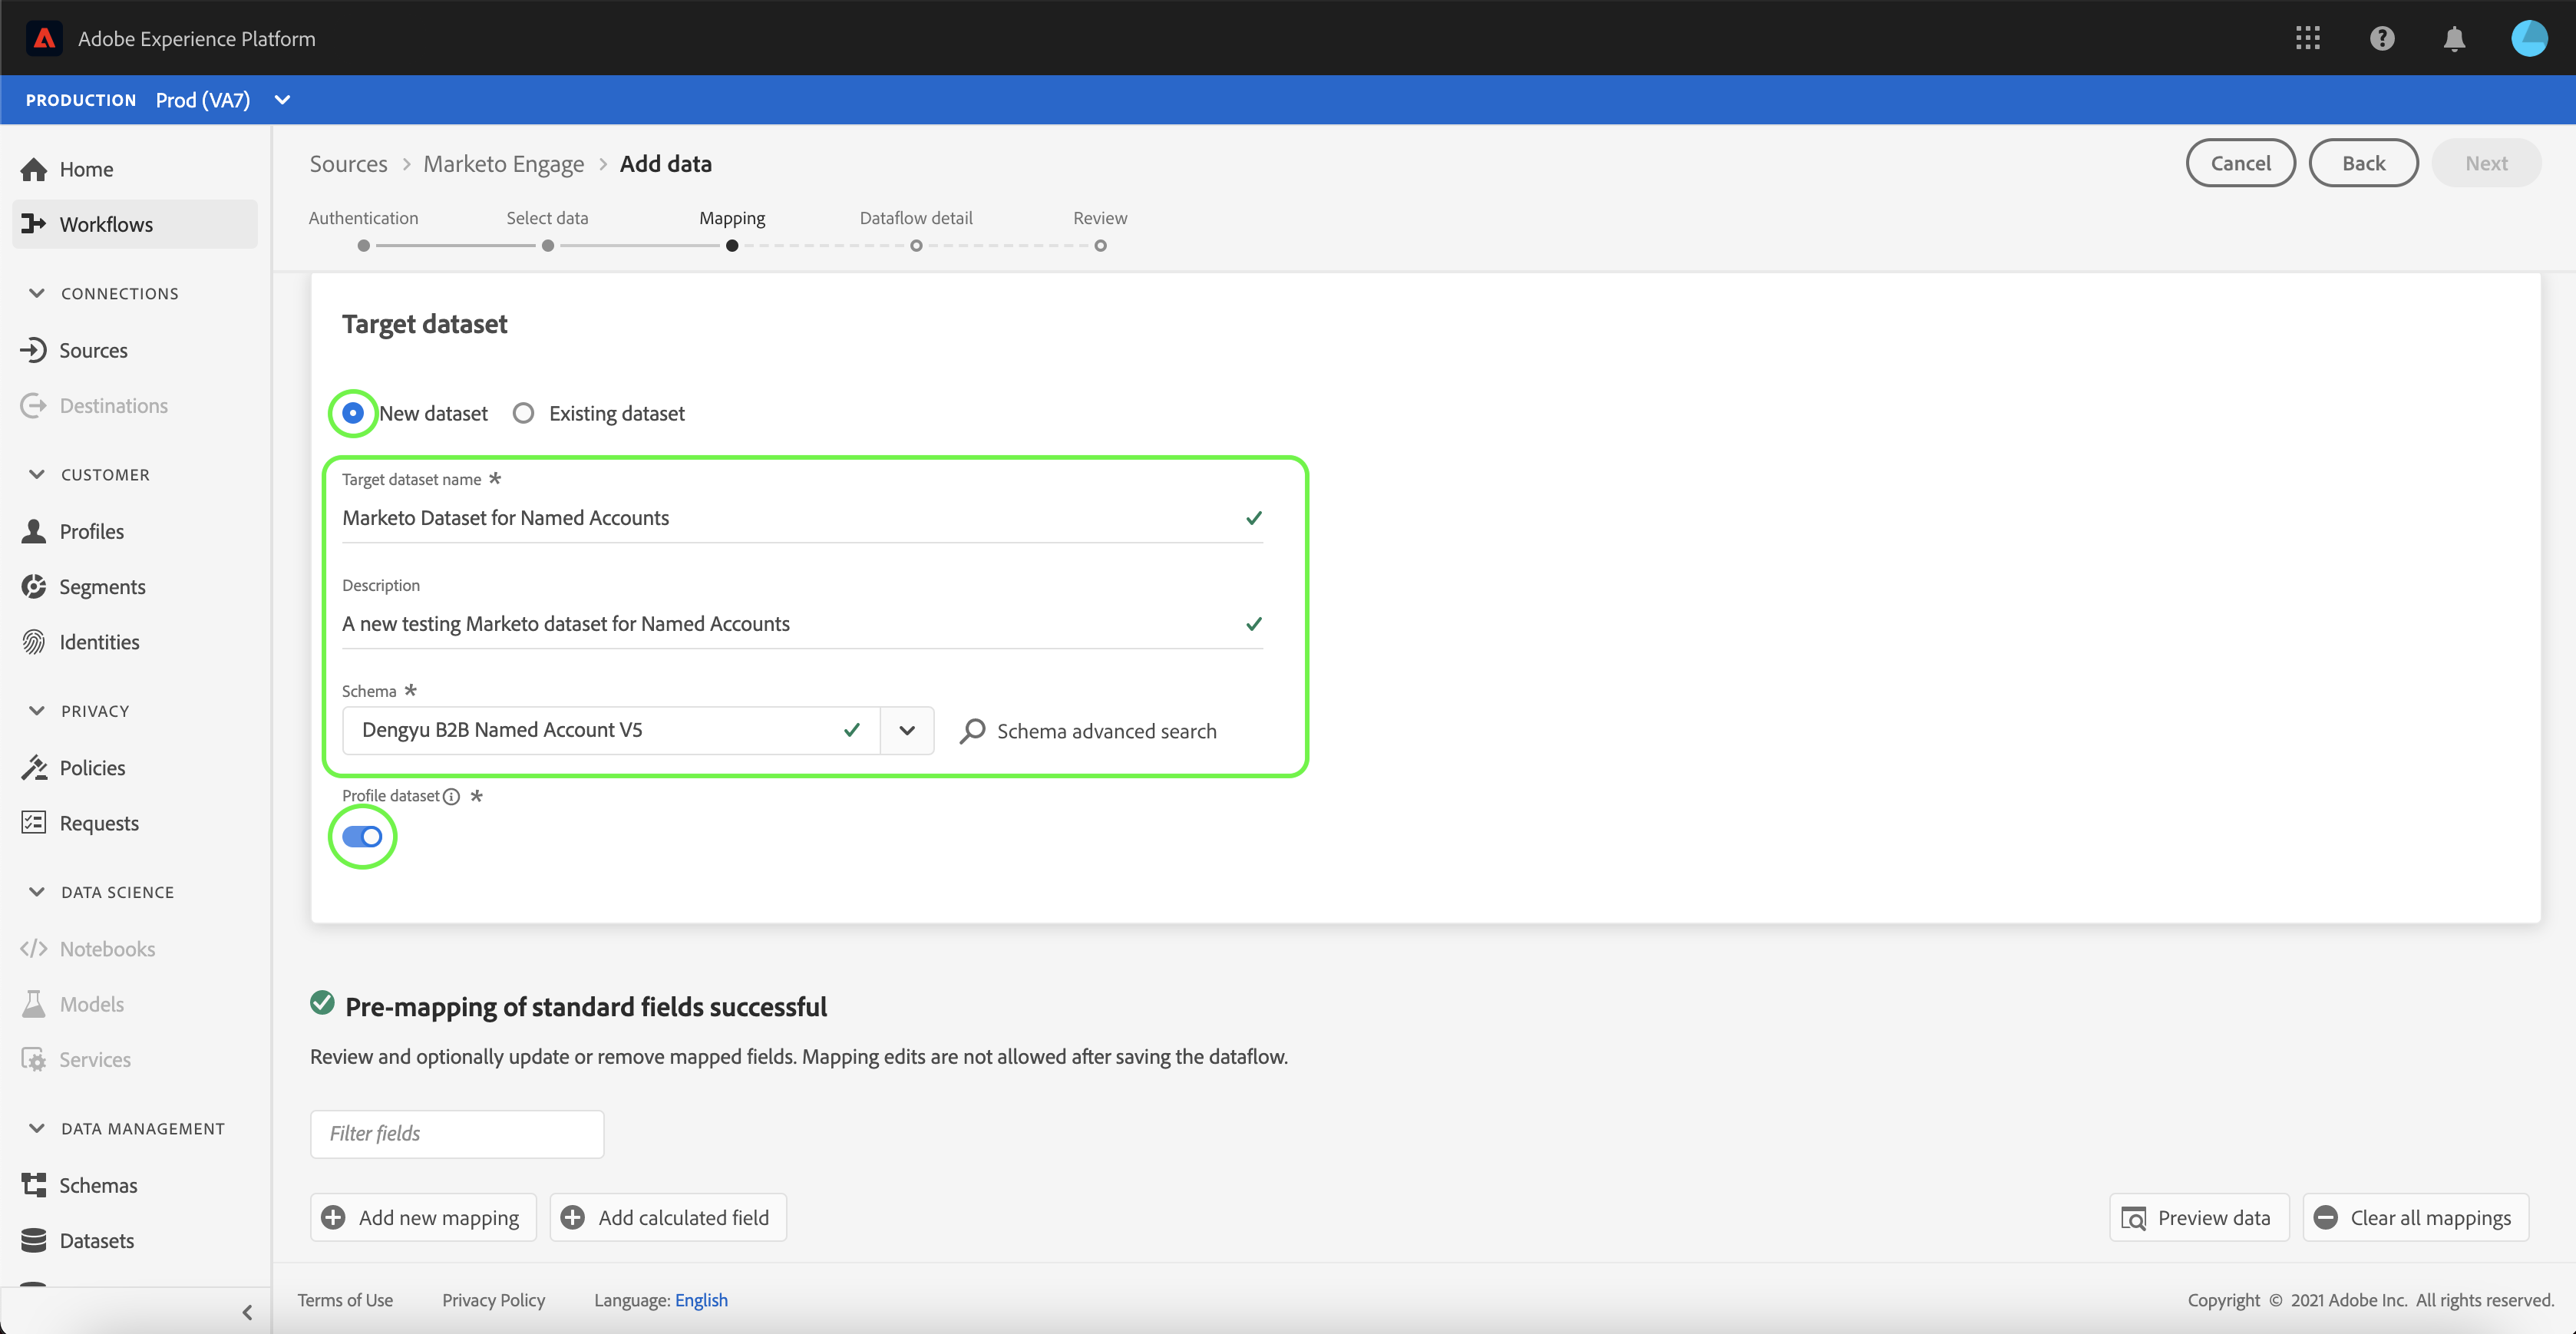 Adobe Experience Platform
PRODUCTION Prod (VA7)
Home
Workflows
CONNECTIONS
Sources
Destinations
CUSTOMER
Profiles
Segments
Identities
PRIVACY
Policies
Requests
DATA SCIENCE
Notebooks
Models
Services
DATA MANAGEMENT
Schemas
Datasets
Sources > Marketo Engage > Add data
Cancel Back Next
Authentication Select data Mapping Dataflow detail Review
Target dataset
New dataset Existing dataset
Target dataset name *
Marketo Dataset for Named Accounts
Description
A new testing Marketo dataset for Named Accounts
Schema *
Dengyu B2B Named Account V5
Schema advanced search
Profile dataset *
Pre-mapping of standard fields successful
Review and optionally update or remove mapped fields. Mapping edits are not allowed after saving the dataflow.
Filter fields
Add new mapping Add calculated field Preview data Clear all mappings
Terms of Use Privacy Policy Language: English Copyright © 2021 Adobe Inc. All rights reserved.